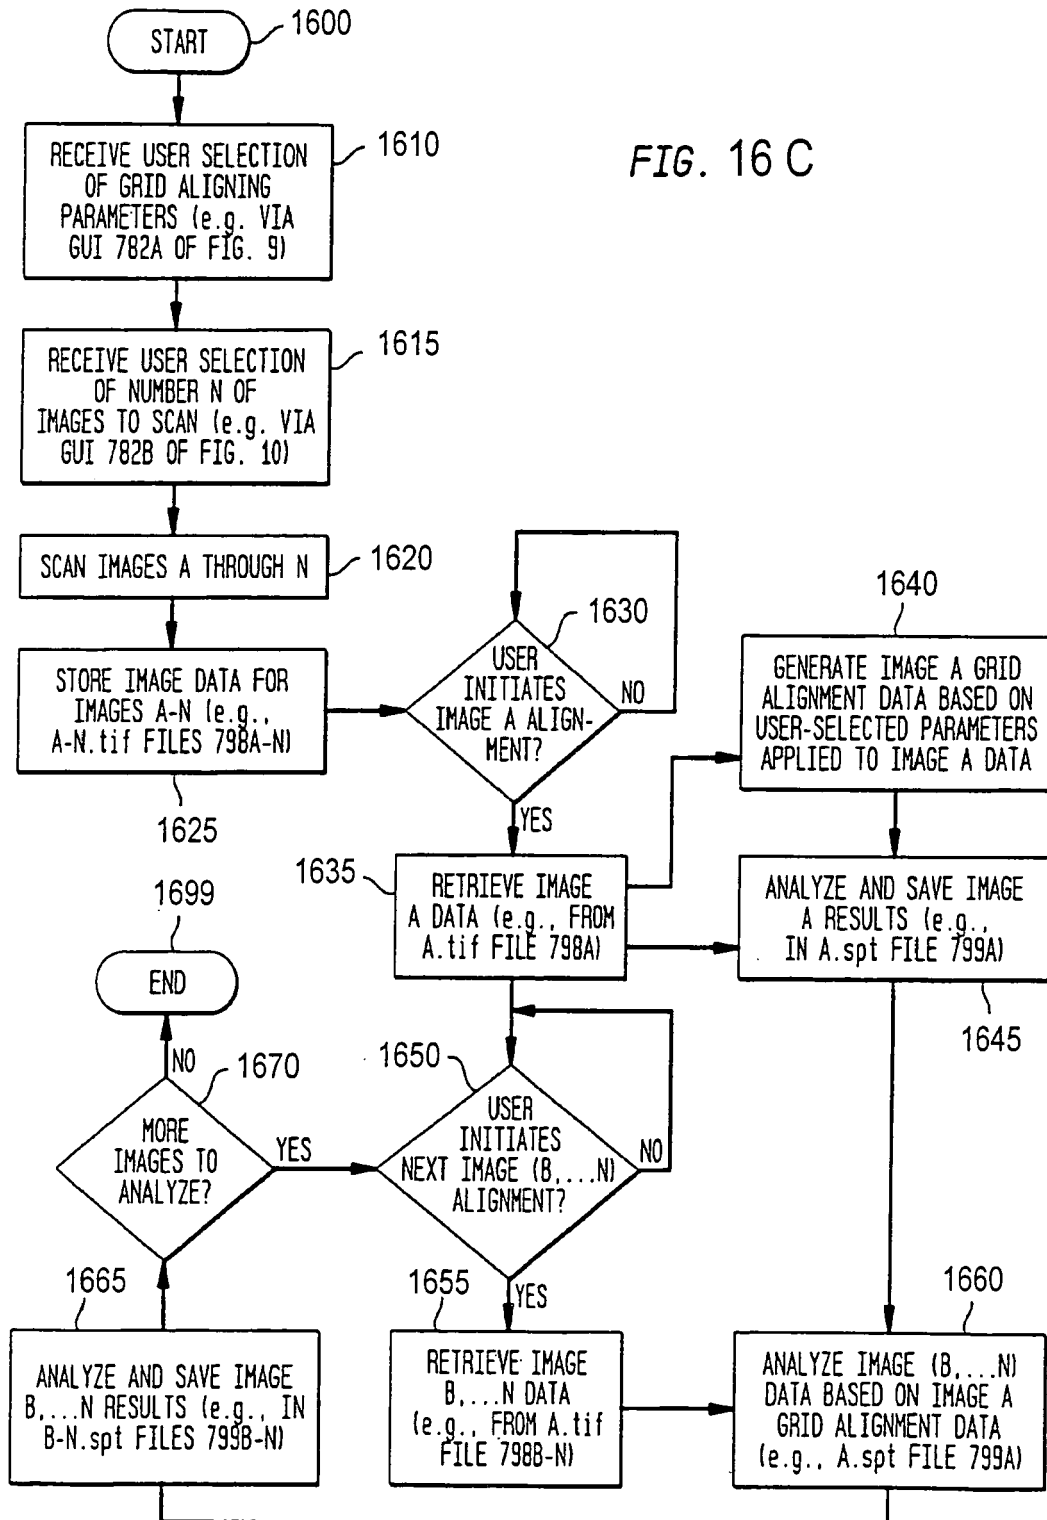 START
1600
FIG. 16 C
RECEIVE USER SELECTION
OF GRID ALIGNING
PARAMETERS (e.g. VIA
GUI 782A OF FIG. 9)
1610
RECEIVE USER SELECTION
OF NUMBER N OF
IMAGES TO SCAN (e.g. VIA
GUI 782B OF FIG. 10)
1615
SCAN IMAGES A THROUGH N
1620
STORE IMAGE DATA FOR
IMAGES A-N (e.g.,
A-N.tif FILES 798A-N)
1625
USER
INITIATES
IMAGE A ALIGN-
MENT?
1630
NO
YES
1640
GENERATE IMAGE A GRID
ALIGNMENT DATA BASED ON
USER-SELECTED PARAMETERS
APPLIED TO IMAGE A DATA
1635
RETRIEVE IMAGE
A DATA (e.g., FROM
A.tif FILE 798A)
ANALYZE AND SAVE IMAGE
A RESULTS (e.g.,
IN A.spt FILE 799A)
1645
1699
END
NO
1670
MORE
IMAGES TO
ANALYZE?
YES
1650
USER
INITIATES
NEXT IMAGE (B,...N)
ALIGNMENT?
NO
YES
1655
RETRIEVE IMAGE
B,...N DATA
(e.g., FROM A.tif
FILE 798B-N)
1660
ANALYZE IMAGE (B,...N)
DATA BASED ON IMAGE A
GRID ALIGNMENT DATA
(e.g., A.spt FILE 799A)
1665
ANALYZE AND SAVE IMAGE
B,...N RESULTS (e.g., IN
B-N.spt FILES 799B-N)